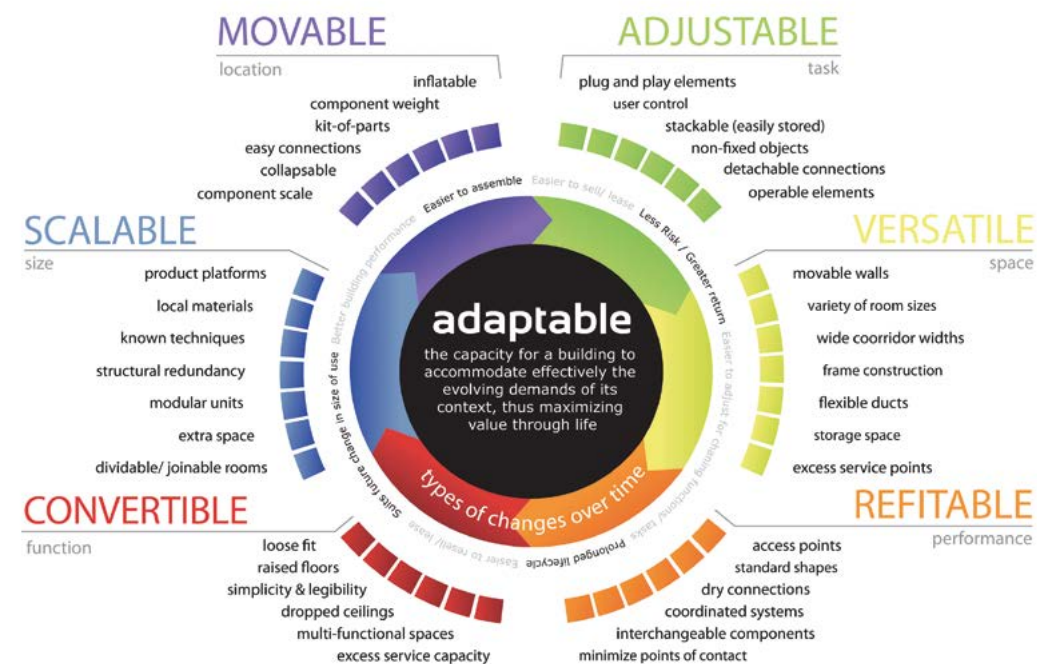 MOVABLE
location
inflatable
component weight
kit-of-parts
easy connections
collapsable
component scale
ADJUSTABLE
task
plug and play elements
user control
stackable (easily stored)
non-fixed objects
detachable connections
operable elements
SCALABLE
size
product platforms
local materials
known techniques
structural redundancy
modular units
extra space
dividable/ joinable rooms
VERSATILE
space
movable walls
variety of room sizes
wide coorridor widths
frame construction
flexible ducts
storage space
excess service points
CONVERTIBLE
function
loose fit
raised floors
simplicity & legibility
dropped ceilings
multi-functional spaces
excess service capacity
REFITABLE
performance
access points
standard shapes
dry connections
coordinated systems
interchangeable components
minimize points of contact
Easier to assemble
Easier to sell/ lease
Less Risk / Greater return
Easier to adjust for chaning functions/ tasks
Prolonged lifecycle
Easier to resell/ lease
Suits future change in size of use
Better building performance
adaptable
the capacity for a building to
accommodate effectively the
evolving demands of its
context, thus maximizing
value through life
types of changes over time